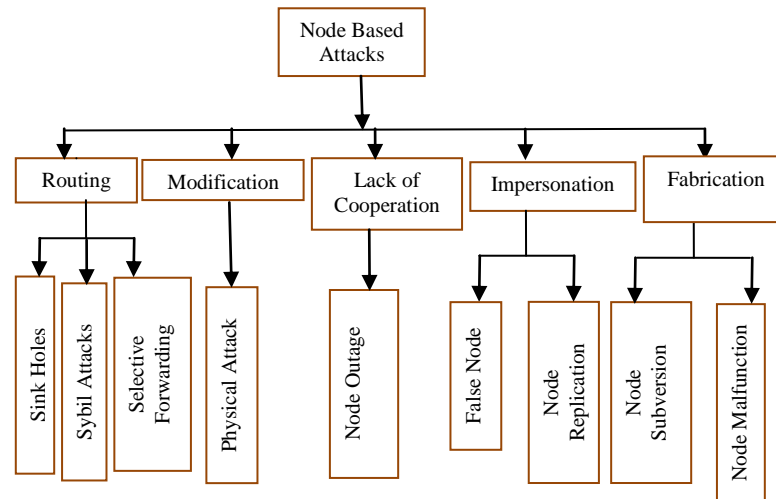 Node Based
Attacks
Routing
Modification
Lack of
Cooperation
Impersonation
Fabrication
Sink Holes
Sybil Attacks
Selective
Forwarding
Physical Attack
Node Outage
False Node
Node
Replication
Node
Subversion
Node Malfunction